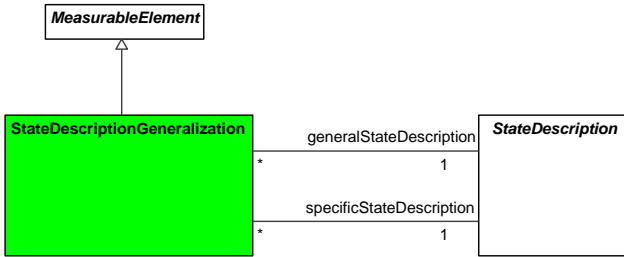 MeasurableElement
StateDescriptionGeneralization
generalStateDescription
StateDescription
* 1
specificStateDescription
* 1